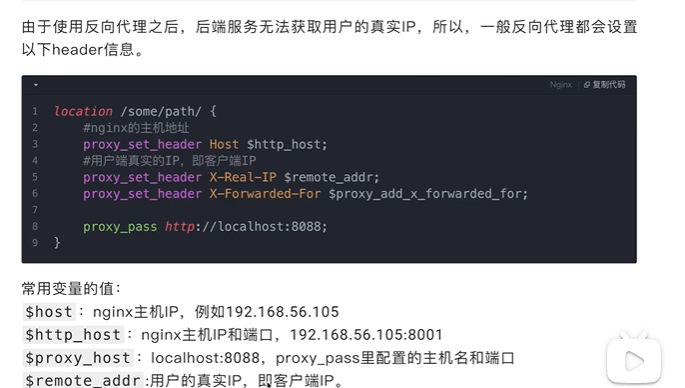 由于使用反向代理之后，后端服务无法获取用户的真实IP，所以，一般反向代理都会设置
以下header信息。
Nginx 复制代码
1 location /some/path/ {
2 #nginx的主机地址
3 proxy_set_header Host $http_host;
4 #用户端真实的IP，即客户端IP
5 proxy_set_header X-Real-IP $remote_addr;
6 proxy_set_header X-Forwarded-For $proxy_add_x_forwarded_for;
7
8 proxy_pass http://localhost:8088;
9 }
常用变量的值：
$host：nginx主机IP，例如192.168.56.105
$http_host：nginx主机IP和端口，192.168.56.105:8001
$proxy_host：localhost:8088，proxy_pass里配置的主机名和端口
$remote_addr:用户的真实IP，即客户端IP。